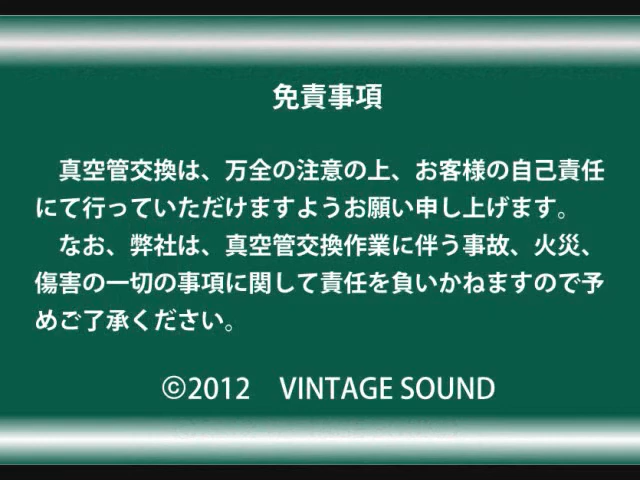 免責事項
真空管交換は、万全の注意の上、お客様の自己責任
にて行っていただけますようお願い申し上げます。
なお、弊社は、真空管交換作業に伴う事故、火災、
傷害の一切の事項に関して責任を負いかねますので予
めご了承ください。
©2012 VINTAGE SOUND